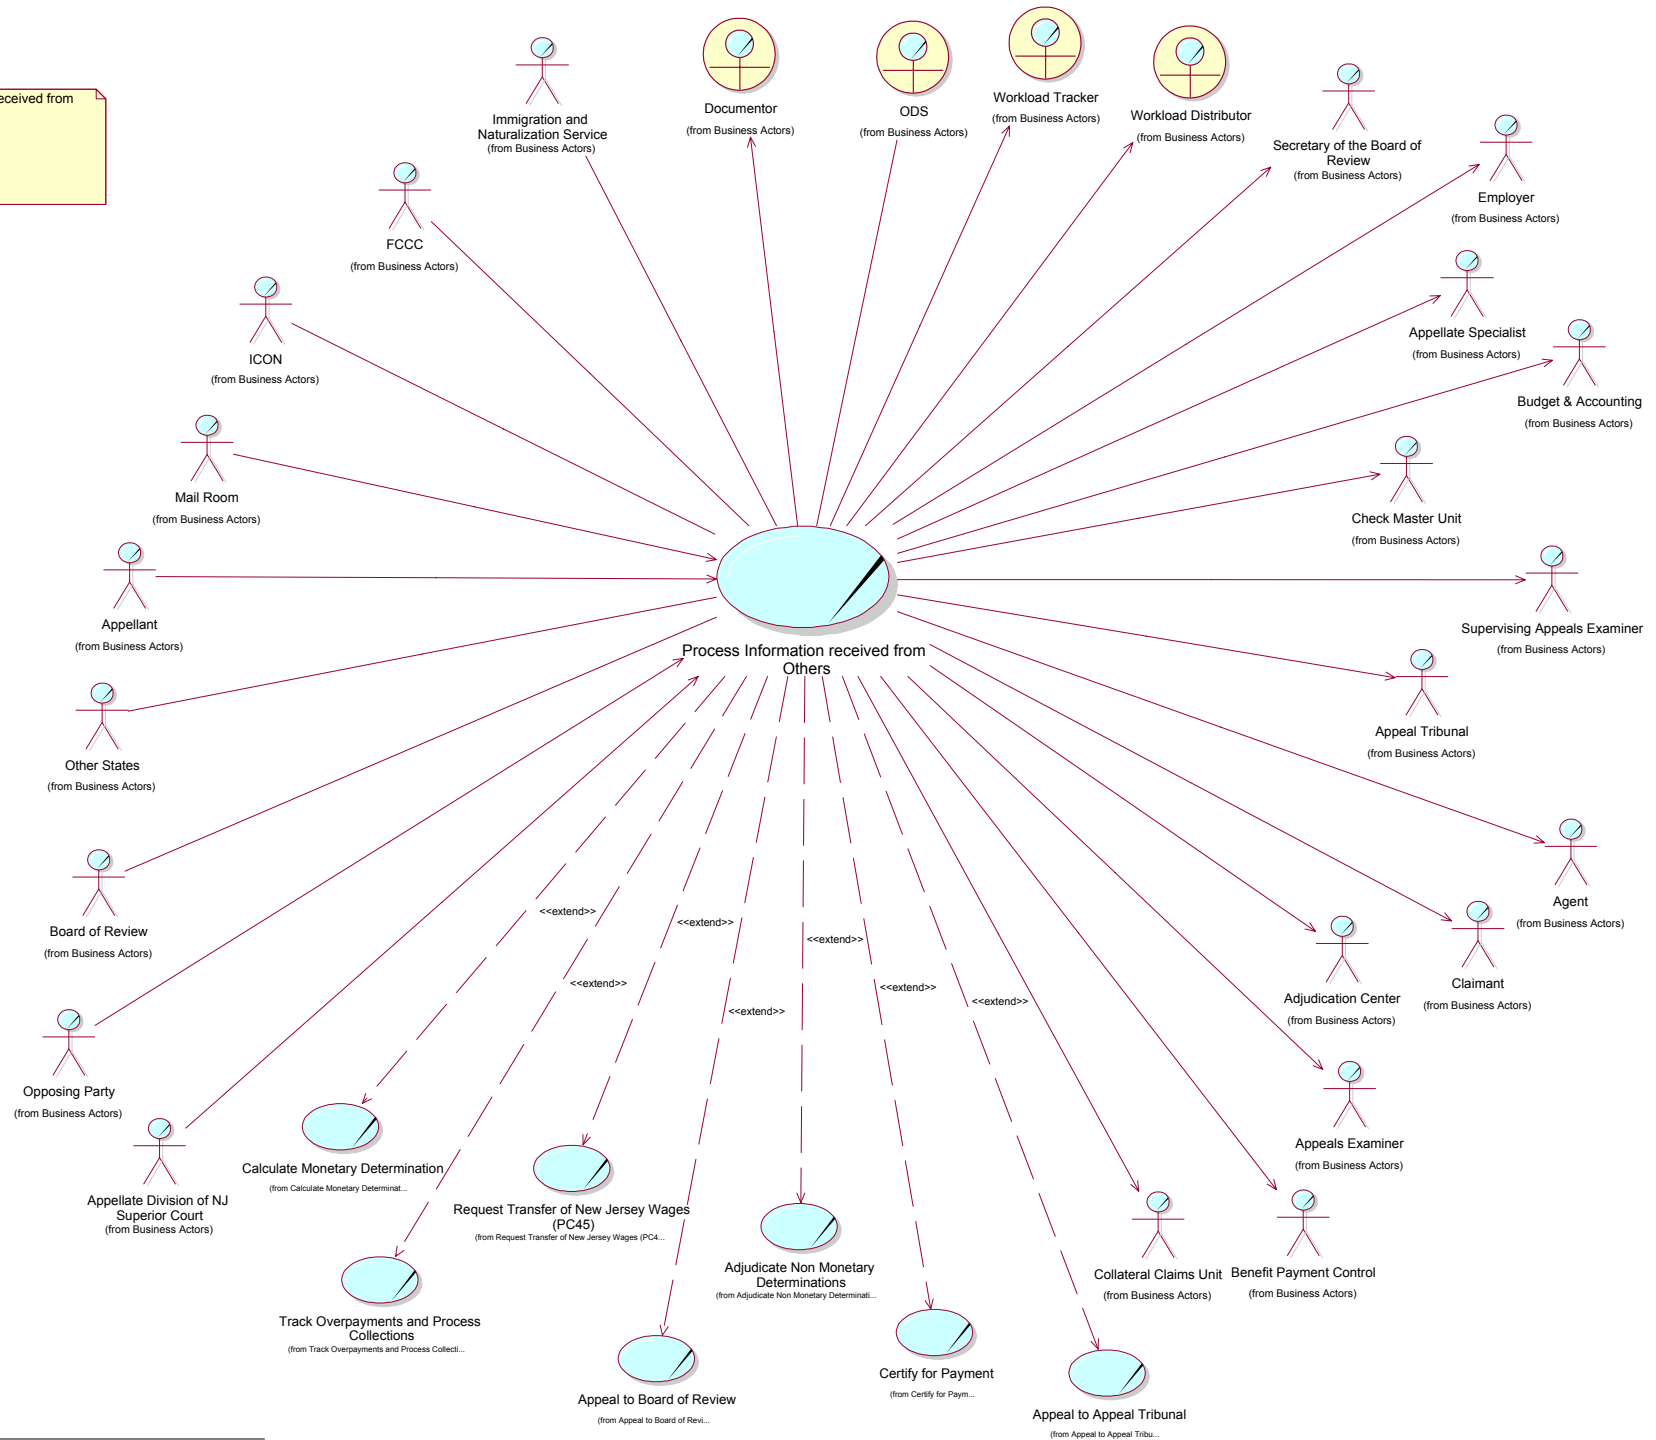 eceived from
Immigration and
Naturalization Service
(from Business Actors)
Documentor
(from Business Actors)
ODS
(from Business Actors)
Workload Tracker
(from Business Actors)
Workload Distributor
(from Business Actors)
Secretary of the Board of
Review
(from Business Actors)
Employer
(from Business Actors)
FCCC
(from Business Actors)
Appellate Specialist
(from Business Actors)
ICON
(from Business Actors)
Budget & Accounting
(from Business Actors)
Mail Room
(from Business Actors)
Check Master Unit
(from Business Actors)
Appellant
(from Business Actors)
Supervising Appeals Examiner
(from Business Actors)
Process Information received from
Others
Appeal Tribunal
(from Business Actors)
Other States
(from Business Actors)
Agent
(from Business Actors)
Board of Review
(from Business Actors)
Claimant
(from Business Actors)
Adjudication Center
(from Business Actors)
<<extend>>
<<extend>>
<<extend>>
<<extend>>
<<extend>>
<<extend>>
<<extend>>
Opposing Party
(from Business Actors)
Appeals Examiner
(from Business Actors)
Calculate Monetary Determination
(from Calculate Monetary Determinat...
Appellate Division of NJ
Superior Court
(from Business Actors)
Request Transfer of New Jersey Wages
(PC45)
(from Request Transfer of New Jersey Wages (PC4...
Adjudicate Non Monetary
Determinations
(from Adjudicate Non Monetary Determinati...
Collateral Claims Unit
(from Business Actors)
Benefit Payment Control
(from Business Actors)
Track Overpayments and Process
Collections
(from Track Overpayments and Process Collecti...
Appeal to Board of Review
(from Appeal to Board of Revi...
Certify for Payment
(from Certify for Paym...
Appeal to Appeal Tribunal
(from Appeal to Appeal Tribu...